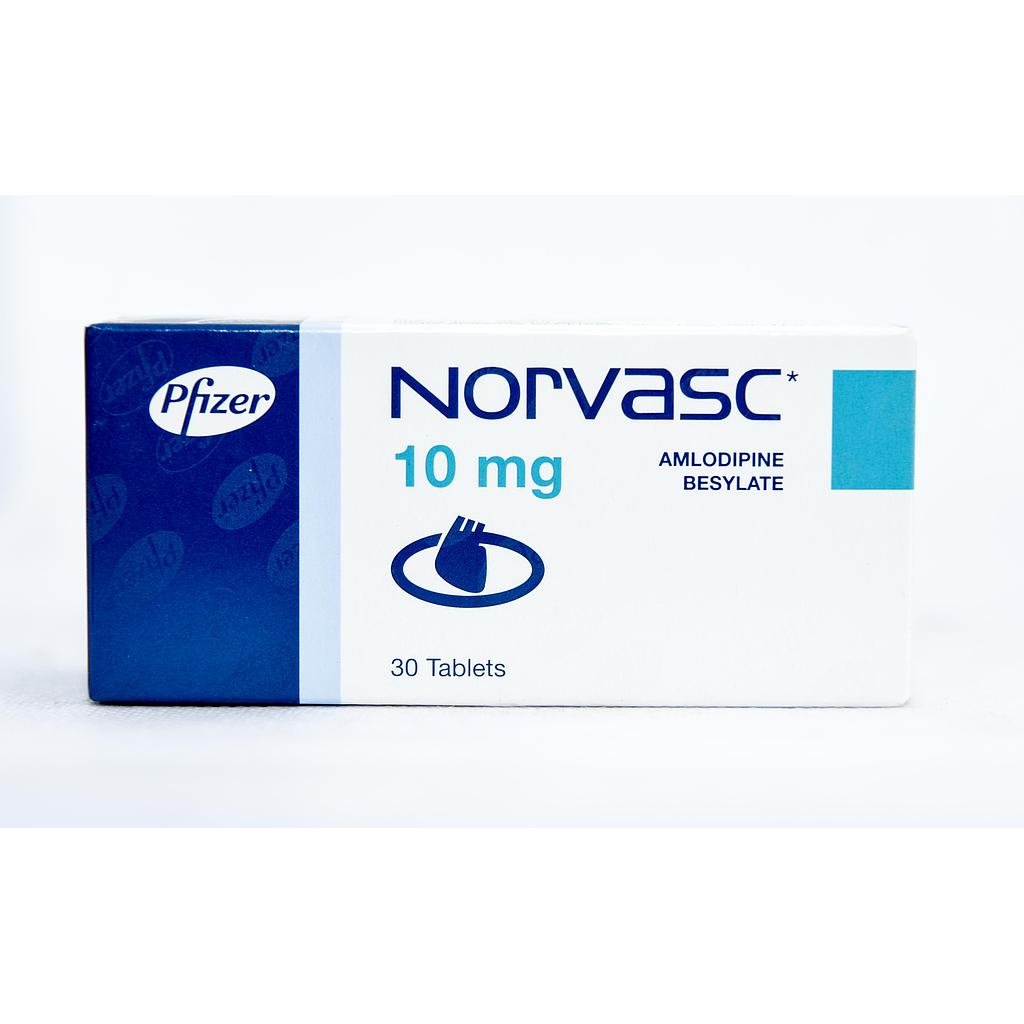 Pfizer
NORVASC*
10 mg
AMLODIPINE
BESYLATE
30 Tablets